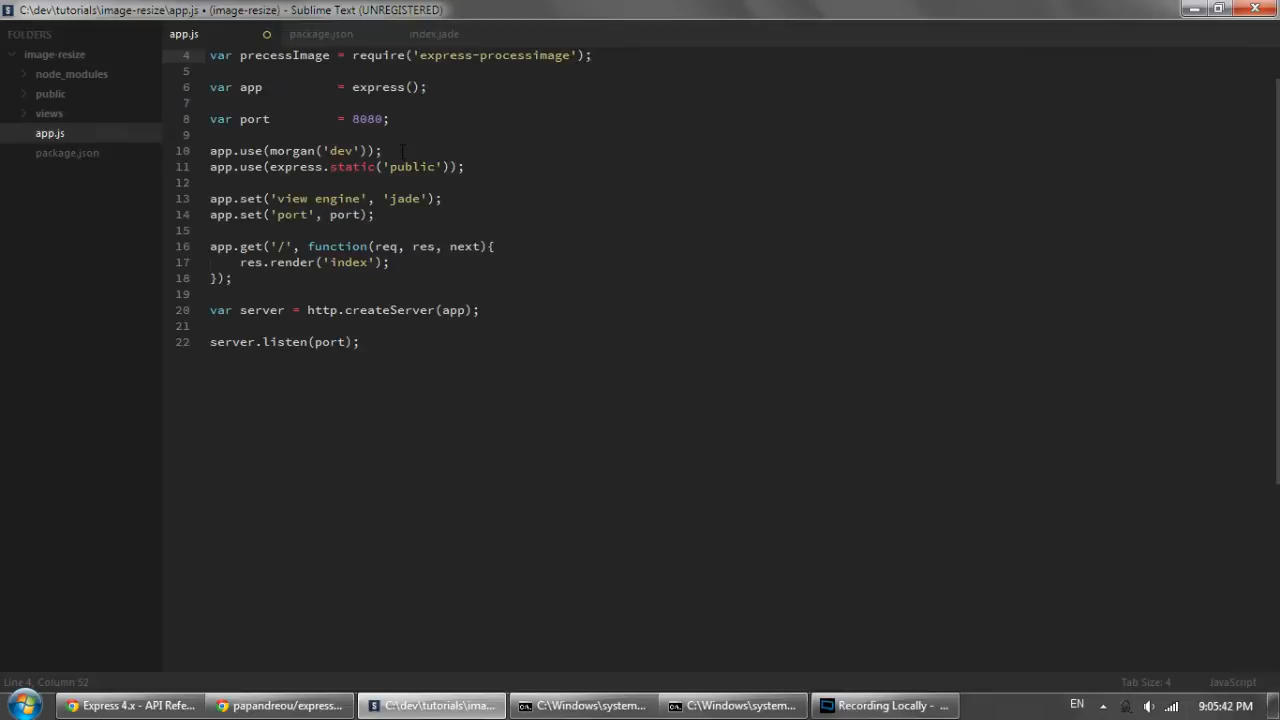 C:\dev\tutorials\image-resize\app.js • (image-resize) - Sublime Text (UNREGISTERED)
FOLDERS
image-resize
node_modules
public
views
app.js
package.json
app.js package.json index.jade
4 var precessImage = require('express-processimage');
5
6 var app = express();
7
8 var port = 8080;
9
10 app.use(morgan('dev'));
11 app.use(express.static('public'));
12
13 app.set('view engine', 'jade');
14 app.set('port', port);
15
16 app.get('/', function(req, res, next){
17 res.render('index');
18 });
19
20 var server = http.createServer(app);
21
22 server.listen(port);
Line 4, Column 52 Tab Size: 4 JavaScript
Express 4.x - API Refe... papandreou/express... C:\dev\tutorials\ima... C:\Windows\system... C:\Windows\system... Recording Locally - ... EN 9:05:42 PM